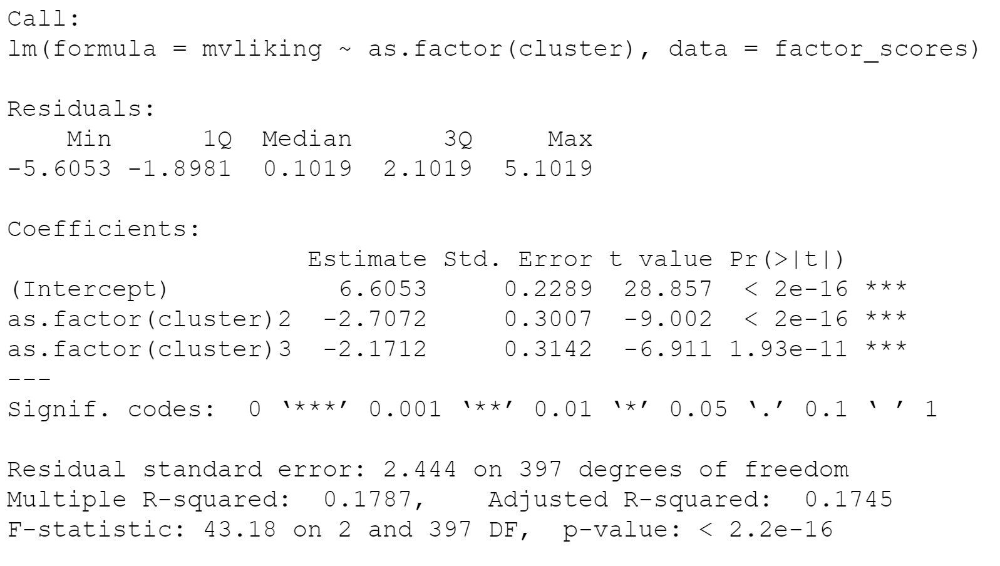 Call:
lm(formula = mvliking ~ as.factor(cluster), data = factor_scores)
Residuals:
Min 1Q Median 3Q Max
-5.6053 -1.8981 0.1019 2.1019 5.1019
Coefficients:
Estimate Std. Error t value Pr(>|t|)
(Intercept) 6.6053 0.2289 28.857 < 2e-16 ***
as.factor(cluster)2 -2.7072 0.3007 -9.002 < 2e-16 ***
as.factor(cluster)3 -2.1712 0.3142 -6.911 1.93e-11 ***
---
Signif. codes: 0 ‘***’ 0.001 ‘**’ 0.01 ‘*’ 0.05 ‘.’ 0.1 ‘ ’ 1
Residual standard error: 2.444 on 397 degrees of freedom
Multiple R-squared: 0.1787, Adjusted R-squared: 0.1745
F-statistic: 43.18 on 2 and 397 DF, p-value: < 2.2e-16